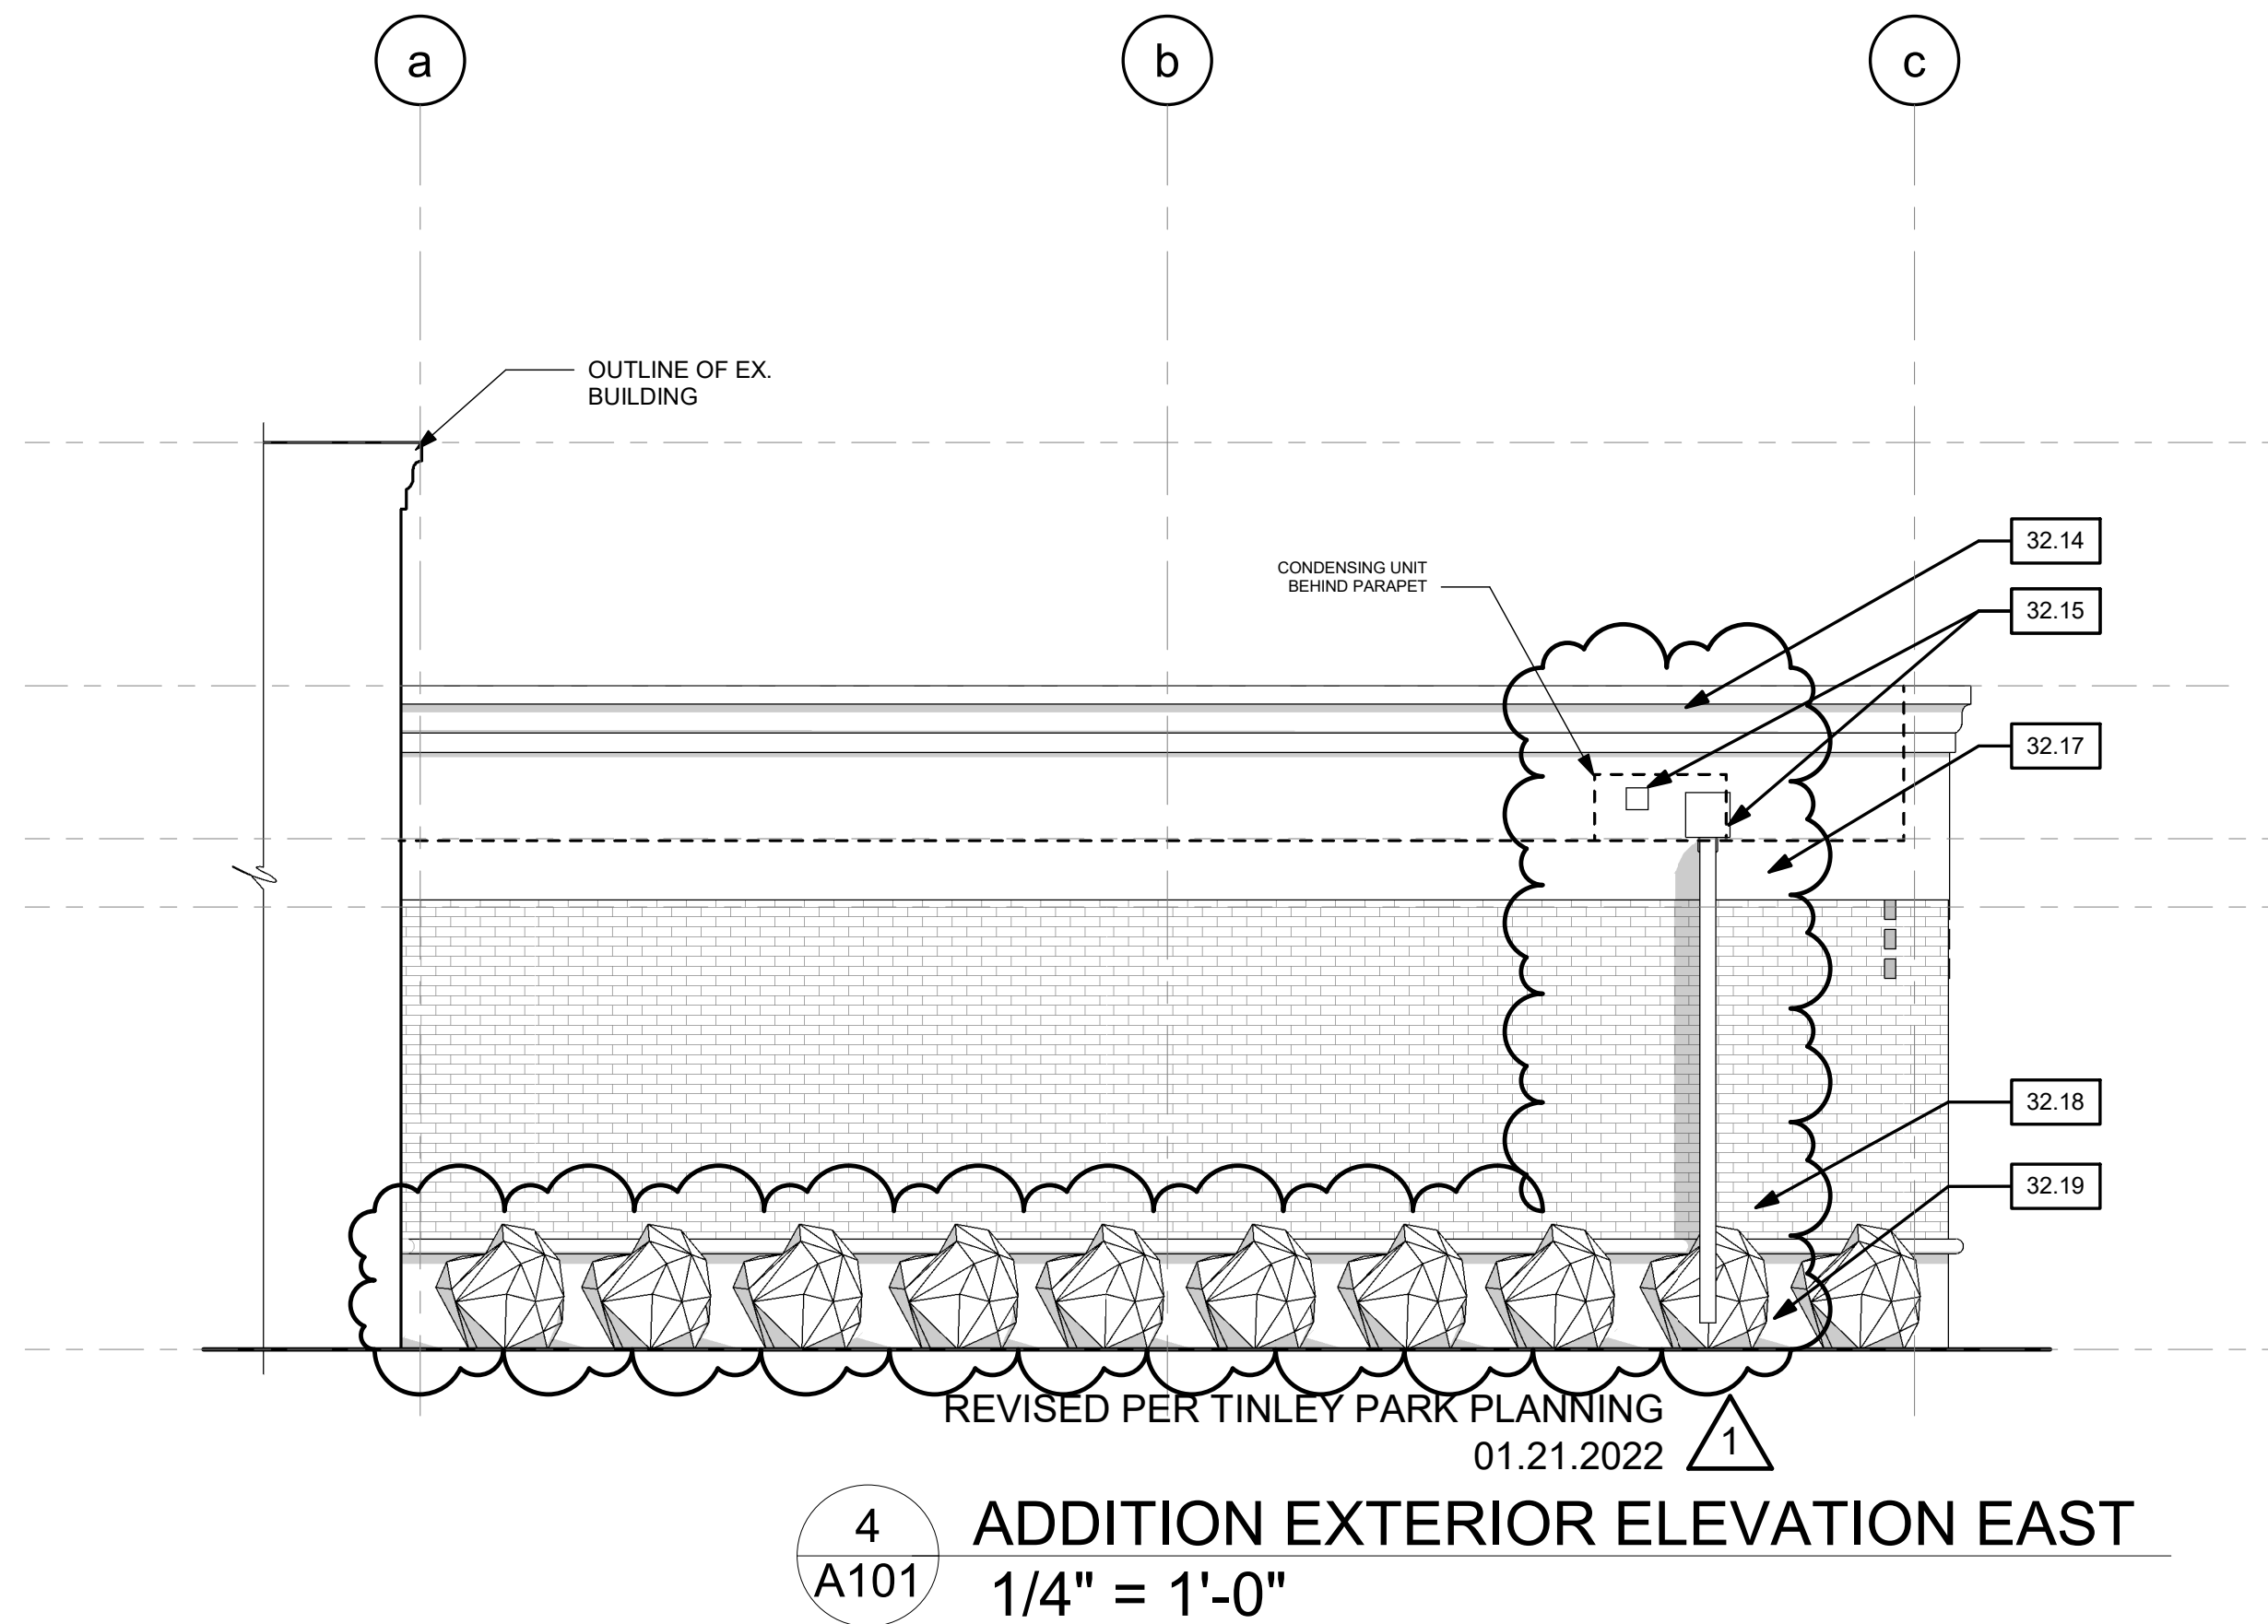 a
b
c
OUTLINE OF EX.
BUILDING
CONDENSING UNIT
BEHIND PARAPET
32.14
32.15
32.17
32.18
32.19
REVISED PER TINLEY PARK PLANNING
01.21.2022
1
4
A101
ADDITION EXTERIOR ELEVATION EAST
1/4" = 1'-0"